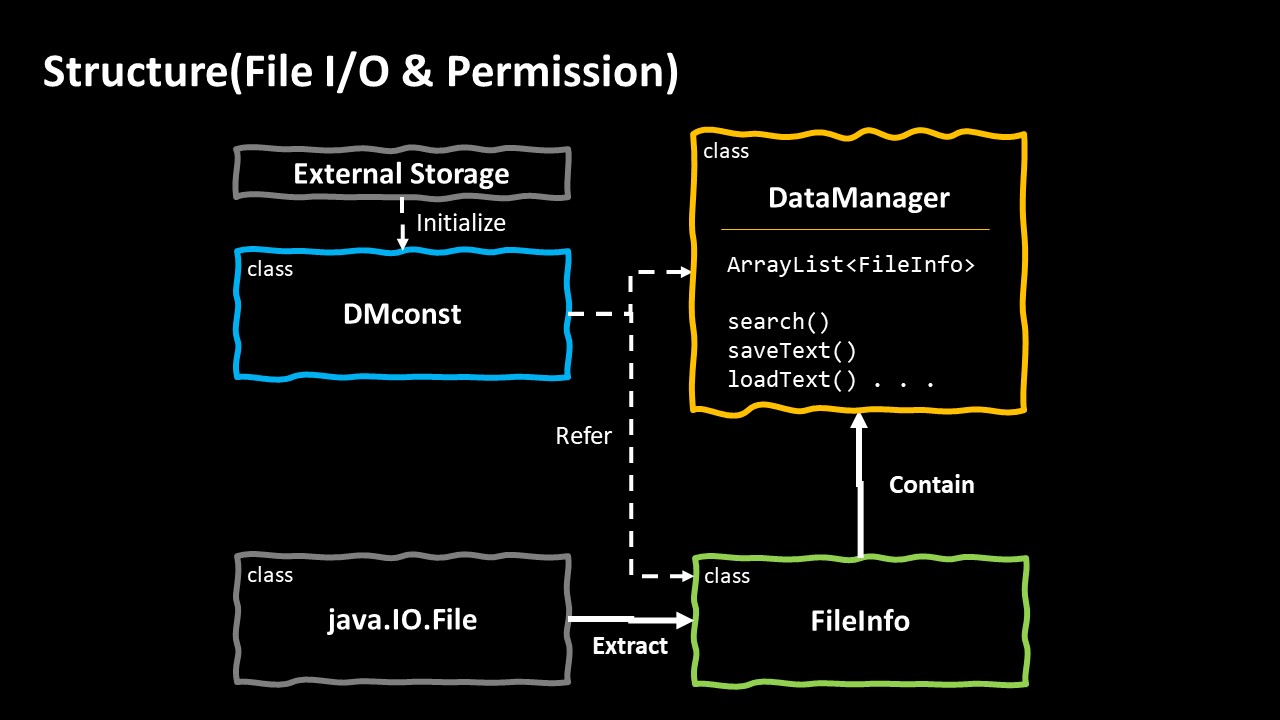 Structure(File I/O & Permission)
External Storage
Initialize
class
DMconst
class
DataManager
ArrayList<FileInfo>
search()
saveText()
loadText() . . .
Refer
Contain
class
java.IO.File
Extract
class
FileInfo